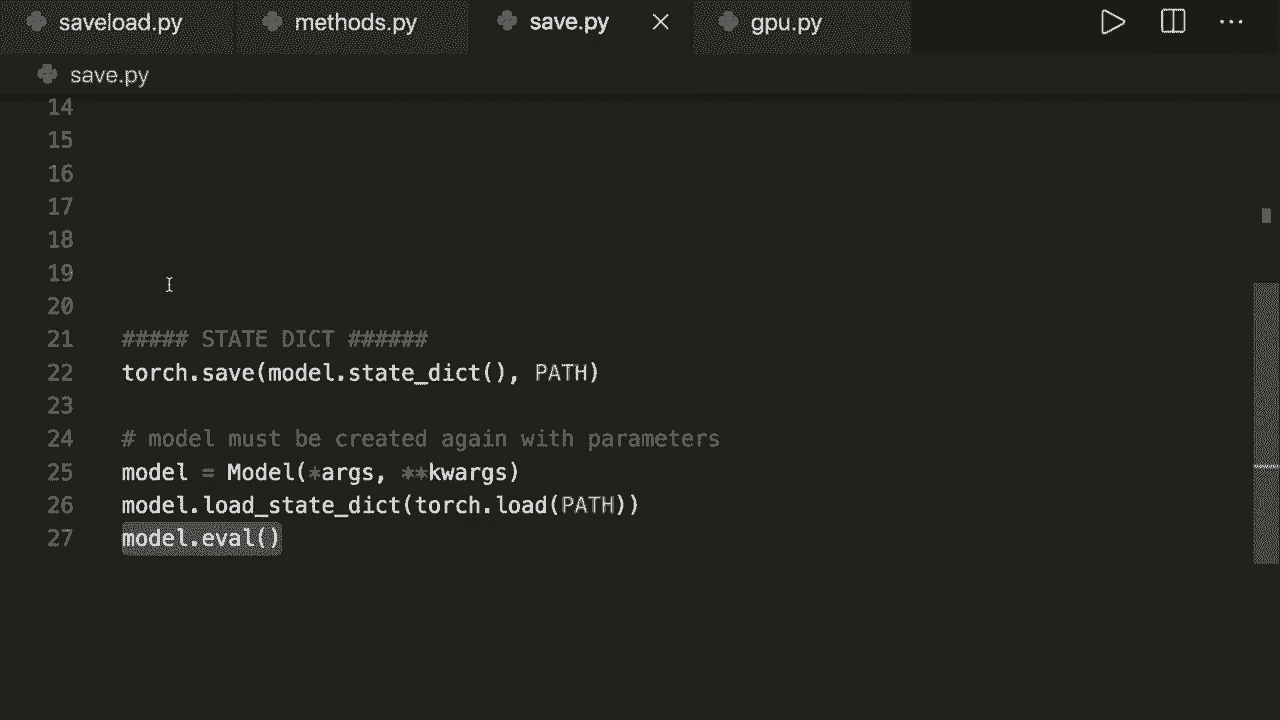 saveload.py methods.py save.py gpu.py
save.py
14
15
16
17
18
19
20
21 ##### STATE DICT ######
22 torch.save(model.state_dict(), PATH)
23
24 # model must be created again with parameters
25 model = Model(*args, **kwargs)
26 model.load_state_dict(torch.load(PATH))
27 model.eval()